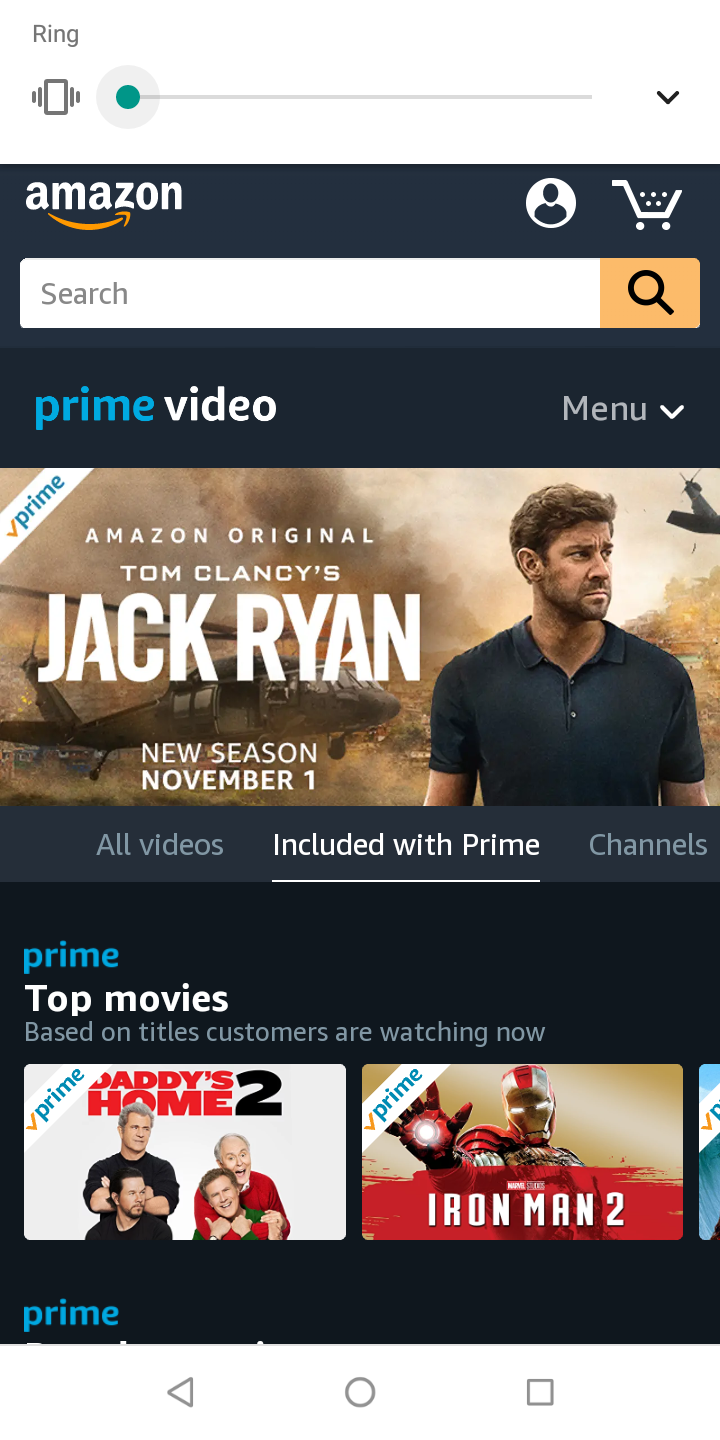 Ring
amazon
Search
prime video
Menu
prime
AMAZON ORIGINAL
TOM CLANCY'S
JACK RYAN
NEW SEASON
NOVEMBER 1
All videos
Included with Prime
Channels
prime
Top movies
Based on titles customers are watching now
prime
DADDY'S
HOME 2
prime
MARVEL STUDIOS
IRON MAN 2
prime